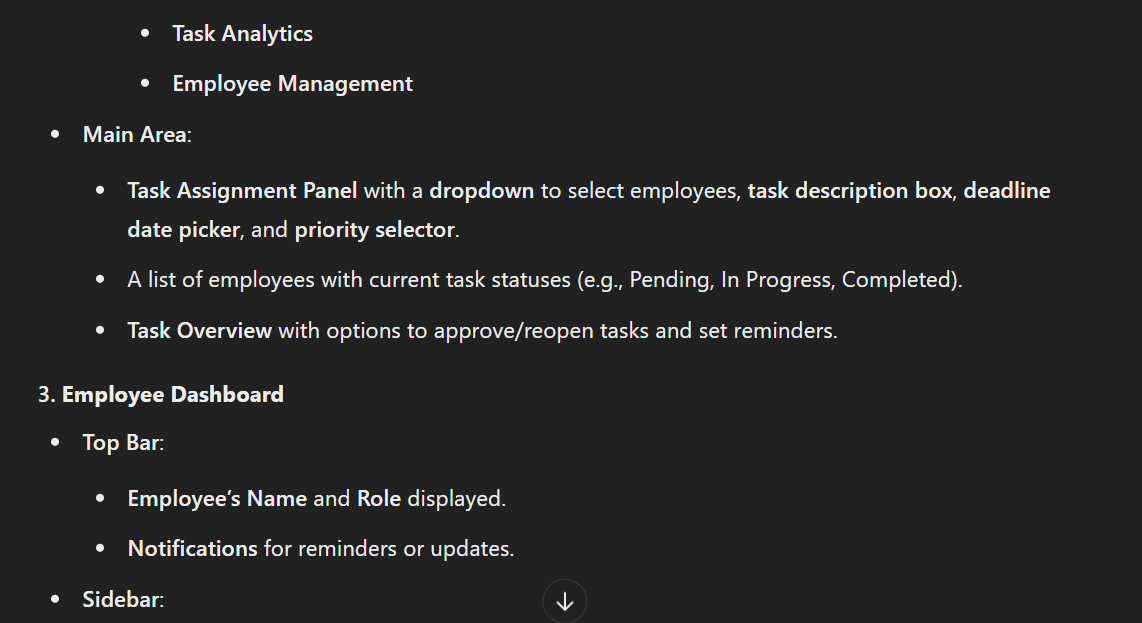 • Task Analytics
• Employee Management
• Main Area:
• Task Assignment Panel with a dropdown to select employees, task description box, deadline
date picker, and priority selector.
• A list of employees with current task statuses (e.g., Pending, In Progress, Completed).
• Task Overview with options to approve/reopen tasks and set reminders.
3. Employee Dashboard
• Top Bar:
• Employee’s Name and Role displayed.
• Notifications for reminders or updates.
• Sidebar: